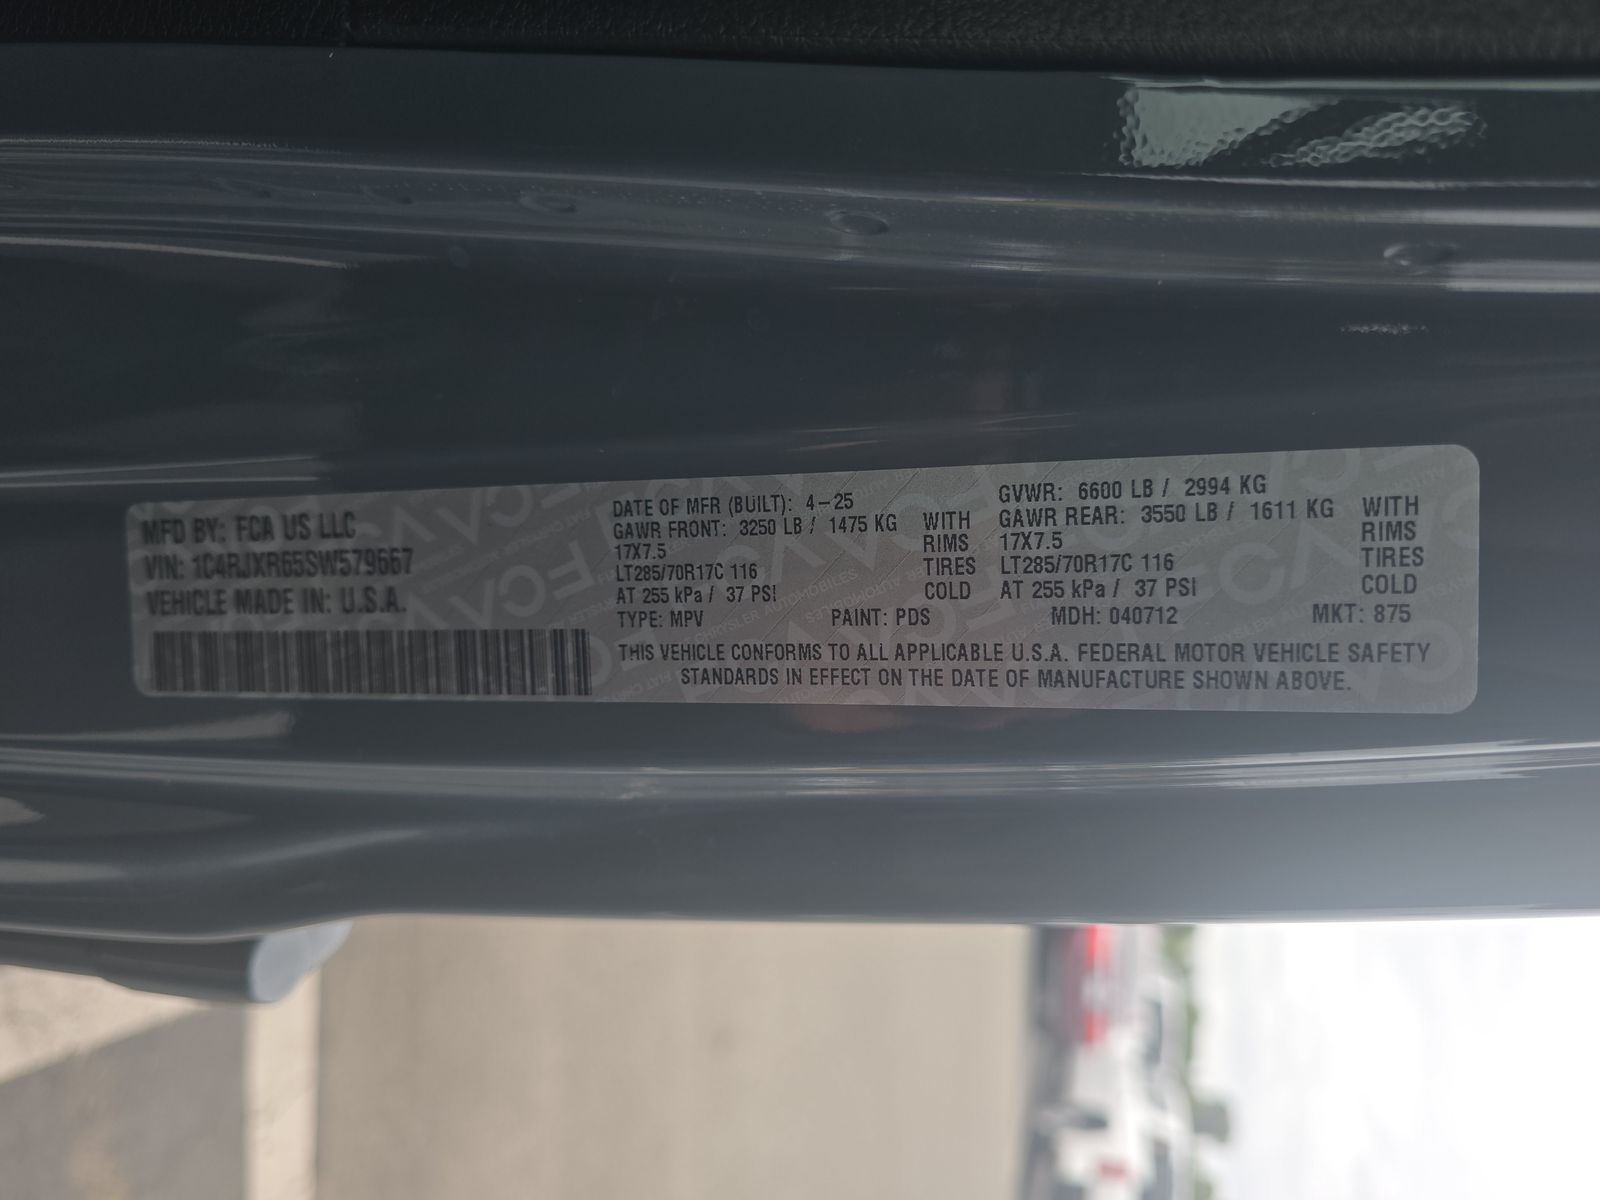 MFD BY: FCA US LLC
VIN: 1C4RJXR65SW579667
VEHICLE MADE IN: U.S.A.
DATE OF MFR (BUILT): 4-25
GAWR FRONT: 3250 LB / 1475 KG WITH
17X7.5 RIMS
LT285/70R17C 116 TIRES
AT 255 kPa / 37 PSI COLD
GVWR: 6600 LB / 2994 KG
GAWR REAR: 3550 LB / 1611 KG WITH
17X7.5 RIMS
LT285/70R17C 116 TIRES
AT 255 kPa / 37 PSI COLD
TYPE: MPV PAINT: PDS MDH: 040712 MKT: 875
THIS VEHICLE CONFORMS TO ALL APPLICABLE U.S.A. FEDERAL MOTOR VEHICLE SAFETY
STANDARDS IN EFFECT ON THE DATE OF MANUFACTURE SHOWN ABOVE.